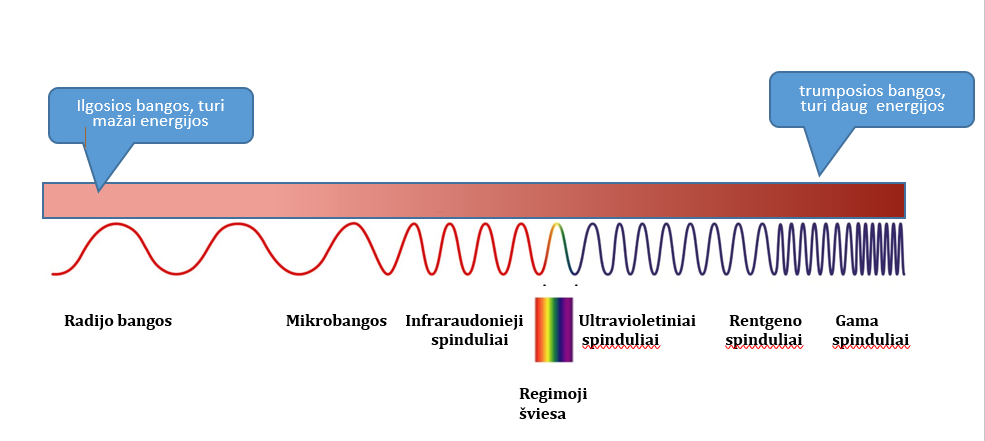 Ilgosios bangos, turi
mažai energijos
trumposios bangos,
turi daug energijos
Radijo bangos
Mikrobangos
Infraraudonieji
spinduliai
Ultravioletiniai
spinduliai
Rentgeno
spinduliai
Gama
spinduliai
Regimoji
šviesa